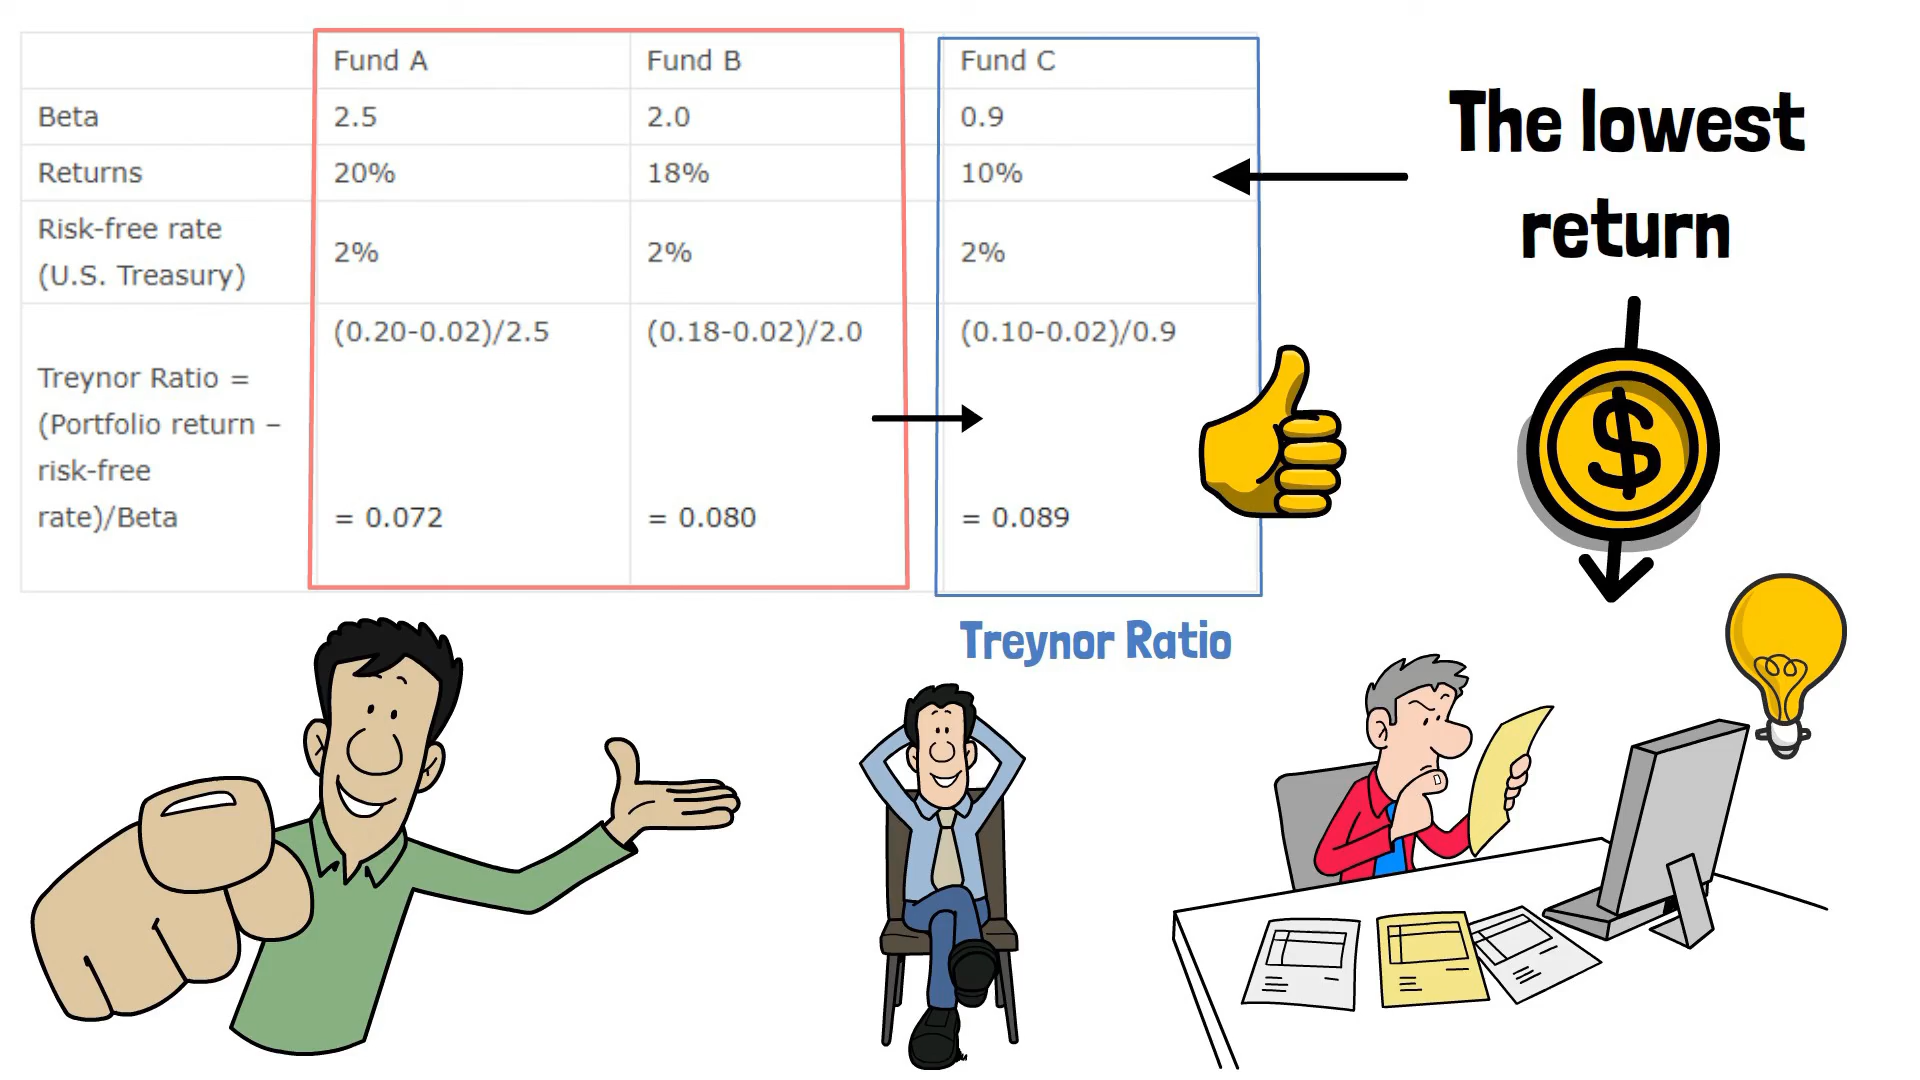 Fund A Fund B Fund C
Beta 2.5 2.0 0.9
Returns 20% 18% 10%
Risk-free rate
(U.S. Treasury) 2% 2% 2%
(0.20-0.02)/2.5 (0.18-0.02)/2.0 (0.10-0.02)/0.9
Treynor Ratio =
(Portfolio return –
risk-free
rate)/Beta = 0.072 = 0.080 = 0.089
The lowest
return
$
Treynor Ratio